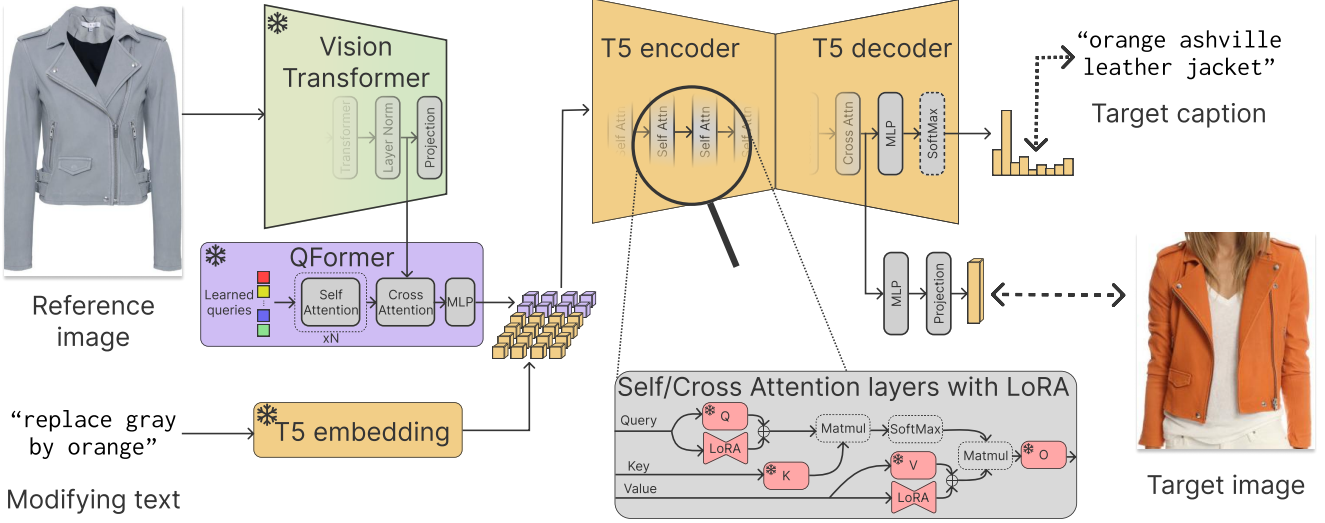 Vision
Transformer
Transformer
Layer Norm
Projection
Reference
image
QFormer
Learned
queries
Self
Attention
xN
Cross
Attention
MLP
"replace gray
by orange"
Modifying text
T5 embedding
T5 encoder
Self Attn
Self Attn
Self Attn
Self Attn
T5 decoder
Cross Attn
MLP
SoftMax
"orange ashville
leather jacket"
Target caption
MLP
Projection
Target image
Self/Cross Attention layers with LoRA
Query
Q
LoRA
Matmul
SoftMax
Key
K
Value
V
LoRA
Matmul
O